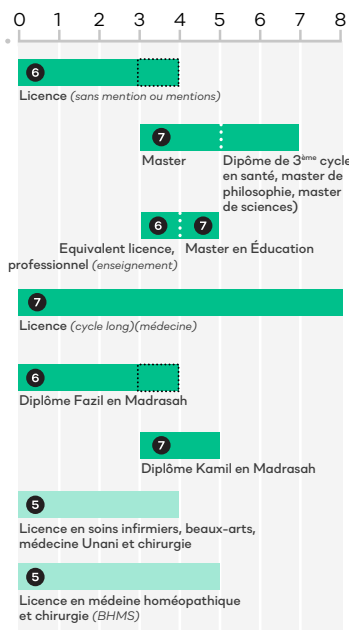 0 1 2 3 4 5 6 7 8
6
Licence (sans mention ou mentions)
7
Master
Dipôme de 3ème cycle
en santé, master de
philosophie, master
de sciences)
6 7
Equivalent licence,
professionnel (enseignement)
Master en Éducation
7
Licence (cycle long)(médecine)
6
Diplôme Fazil en Madrasah
7
Diplôme Kamil en Madrasah
5
Licence en soins infirmiers, beaux-arts,
médecine Unani et chirurgie
5
Licence en médeine homéopathique
et chirurgie (BHMS)